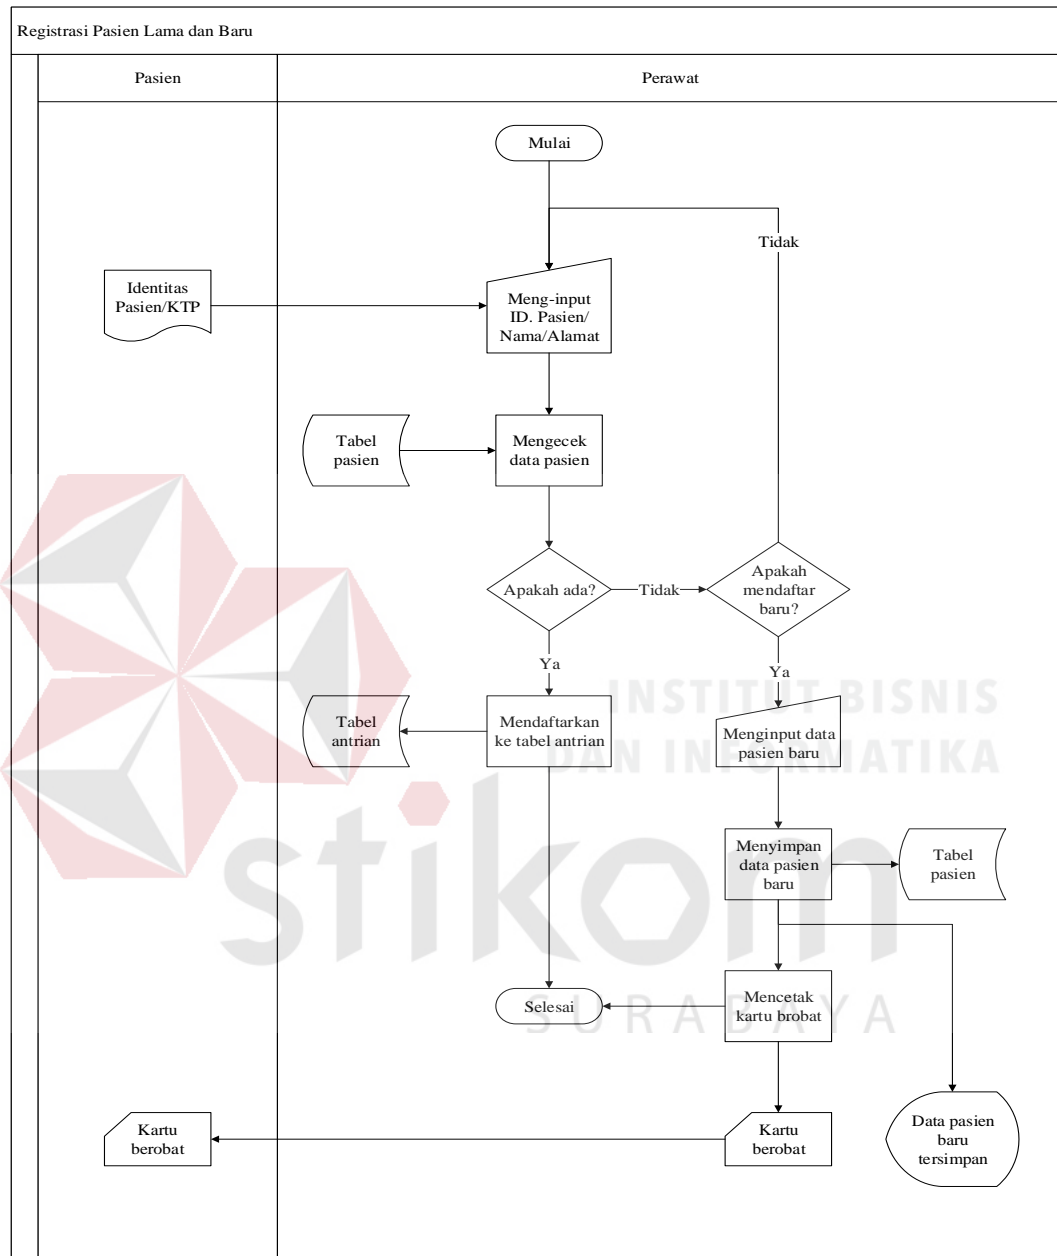 Registrasi Pasien Lama dan Baru
Pasien
Perawat
Mulai
Tidak
Identitas
Pasien/KTP
Meng-input
ID. Pasien/
Nama/Alamat
Tabel
pasien
Mengecek
data pasien
Apakah ada?
Tidak
Apakah
mendaftar
baru?
Ya
Ya
INSTITUT BISNIS
DAN INFORMATIKA
Tabel
antrian
Mendaftarkan
ke tabel antrian
Menginput data
pasien baru
stikom
Menyimpan
data pasien
baru
Tabel
pasien
Selesai
Mencetak
kartu brobat
SURABAYA
Kartu
berobat
Kartu
berobat
Data pasien
baru
tersimpan